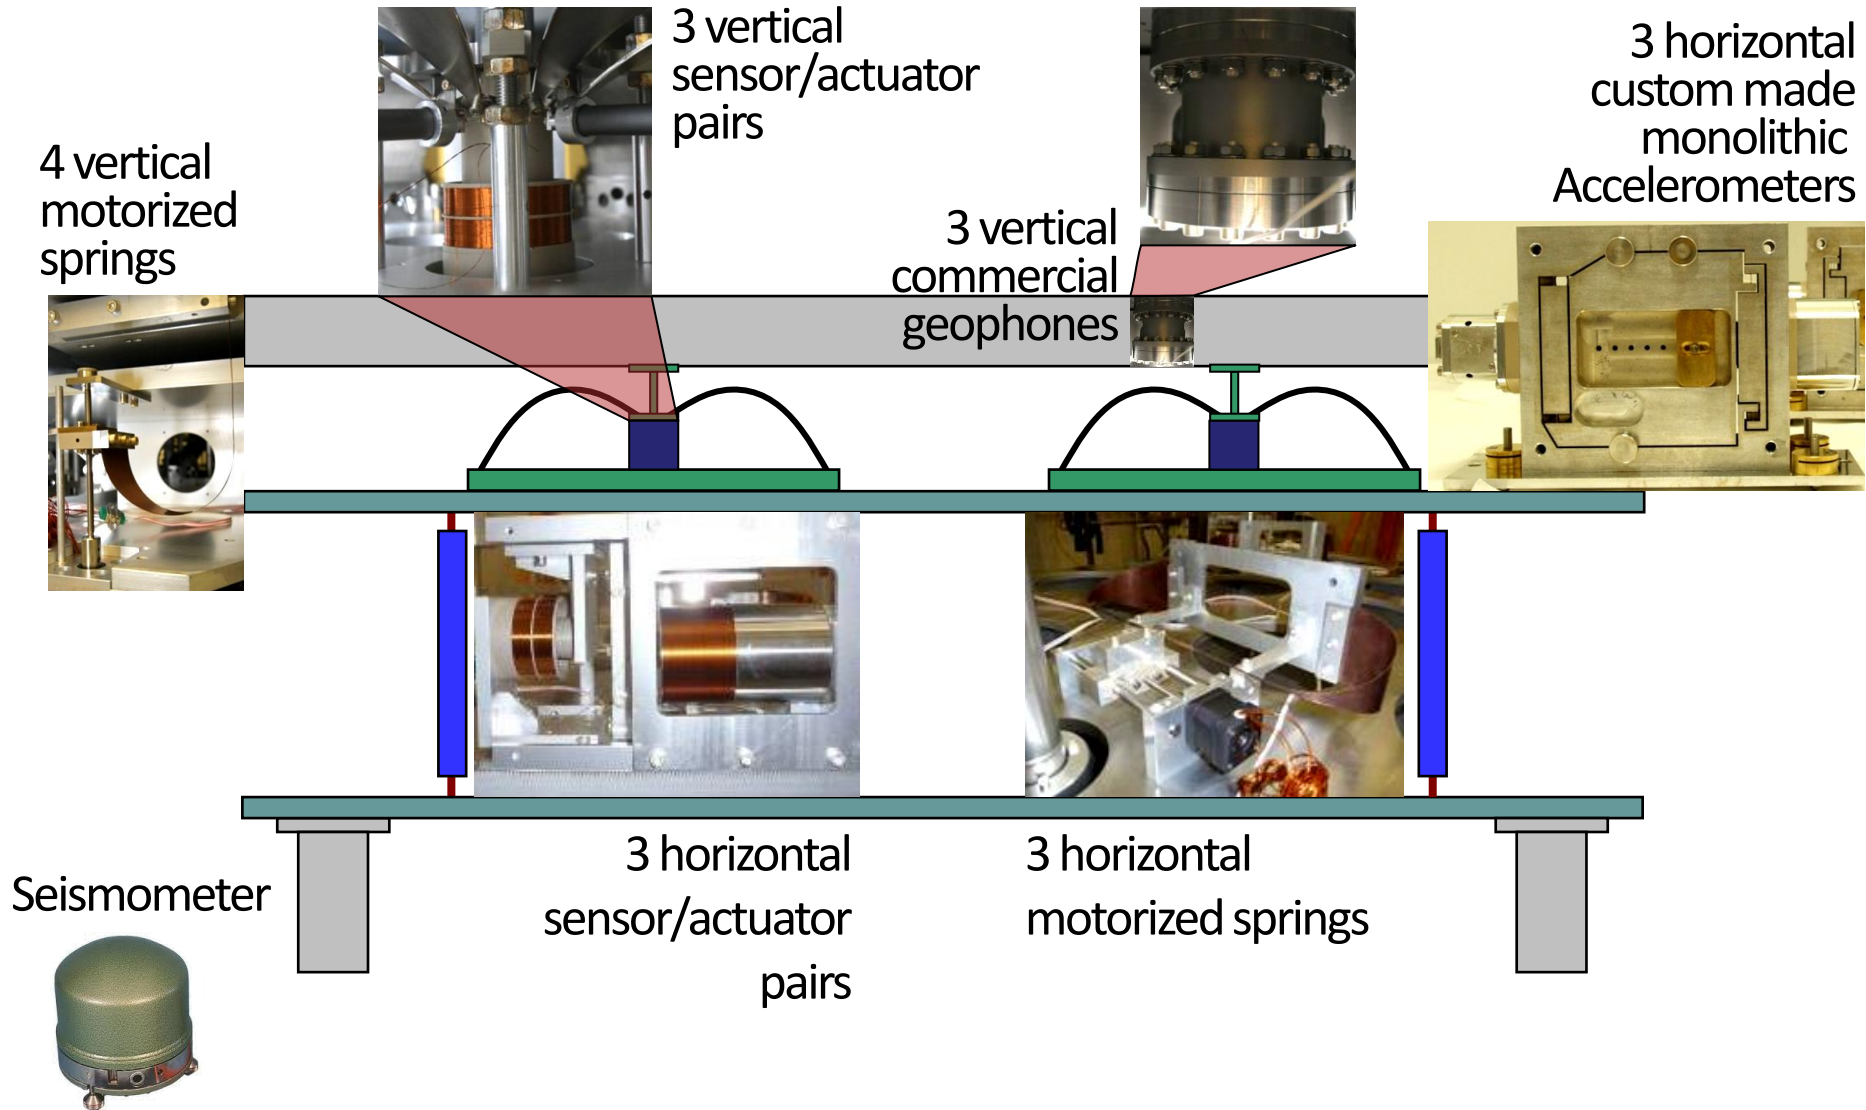 3 vertical
sensor/actuator
pairs
3 horizontal
custom made
monolithic
Accelerometers
4 vertical
motorized
springs
3 vertical
commercial
geophones
3 horizontal
sensor/actuator
pairs
3 horizontal
motorized springs
Seismometer